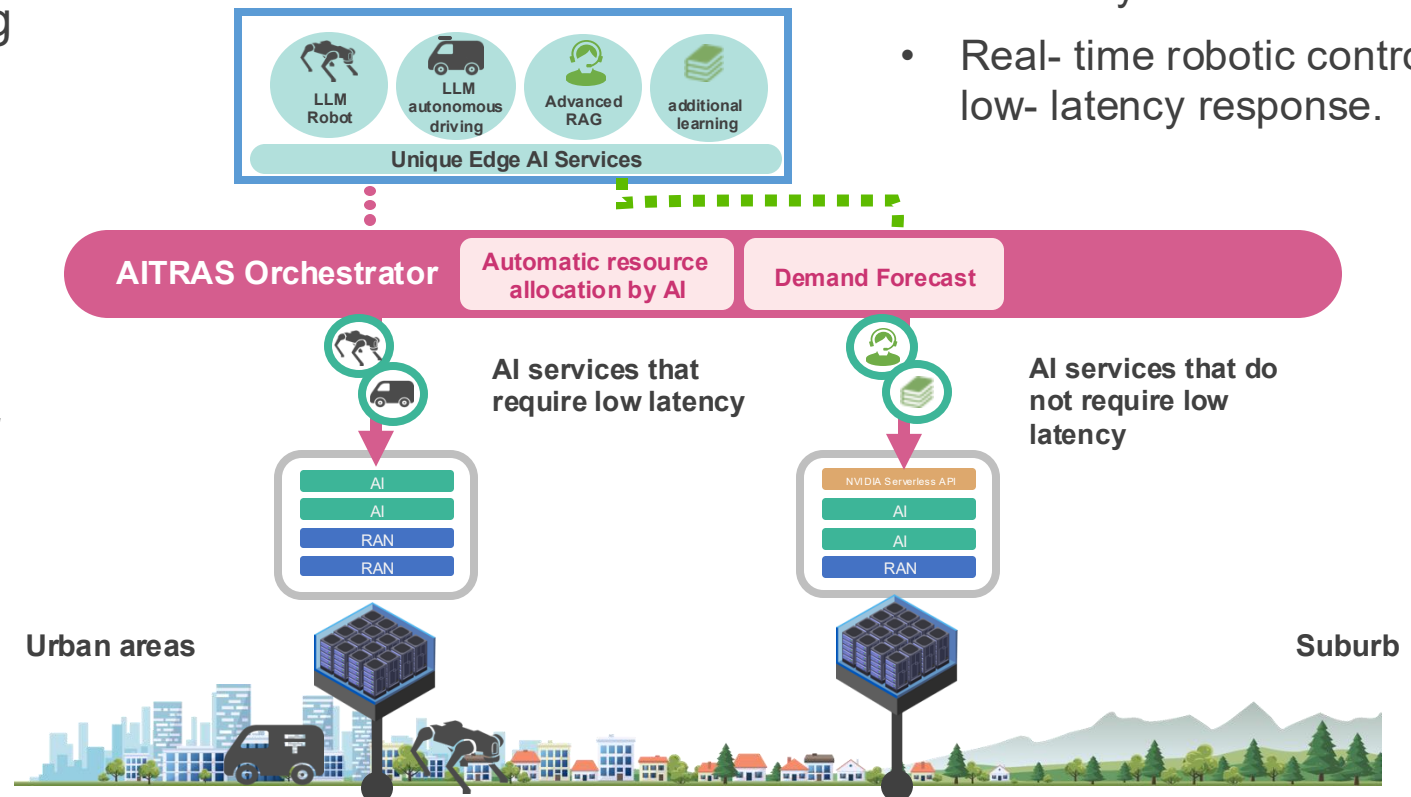 g
• Real- time robotic contro
low- latency response.
LLM
Robot
LLM
autonomous
driving
Advanced
RAG
additional
learning
Unique Edge AI Services
AITRAS Orchestrator
Automatic resource
allocation by AI
Demand Forecast
AI services that
require low latency
AI services that do
not require low
latency
AI
AI
RAN
RAN
NVIDIA Serverless API
AI
AI
RAN
Urban areas
Suburb